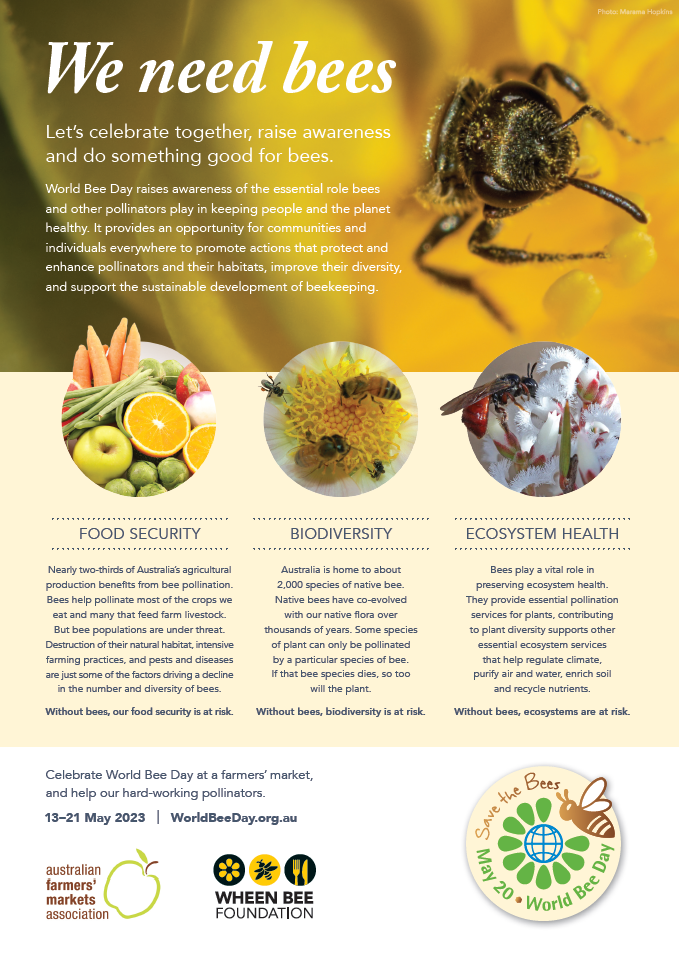 Photo: Merema Hopkins
We need bees
Let's celebrate together, raise awareness
and do something good for bees.
World Bee Day raises awareness of the essential role bees
and other pollinators play in keeping people and the planet
healthy. It provides an opportunity for communities and
individuals everywhere to promote actions that protect and
enhance pollinators and their habitats, improve their diversity,
and support the sustainable development of beekeeping.
FOOD SECURITY
Nearly two-thirds of Australia's agricultural
production benefits from bee pollination.
Bees help pollinate most of the crops we
eat and many that feed farm livestock.
But bee populations are under threat.
Destruction of their natural habitat, intensive
farming practices, and pests and diseases
are just some of the factors driving a decline
in the number and diversity of bees.
Without bees, our food security is at risk.
BIODIVERSITY
Australia is home to about
2,000 species of native bee.
Native bees have co-evolved
with our native flora over
thousands of years. Some species
of plant can only be pollinated
by a particular species of bee.
If that bee species dies, so too
will the plant.
Without bees, biodiversity is at risk.
ECOSYSTEM HEALTH
Bees play a vital role in
preserving ecosystem health.
They provide essential pollination
services for plants, contributing
to plant diversity supports other
essential ecosystem services
that help regulate climate,
purify air and water, enrich soil
and recycle nutrients.
Without bees, ecosystems are at risk.
Celebrate World Bee Day at a farmers' market,
and help our hard-working pollinators.
13–21 May 2023 | WorldBeeDay.org.au
australian
farmers'
markets
association
WHEEN BEE
FOUNDATION
Save the Bees
May 20 • World Bee Day